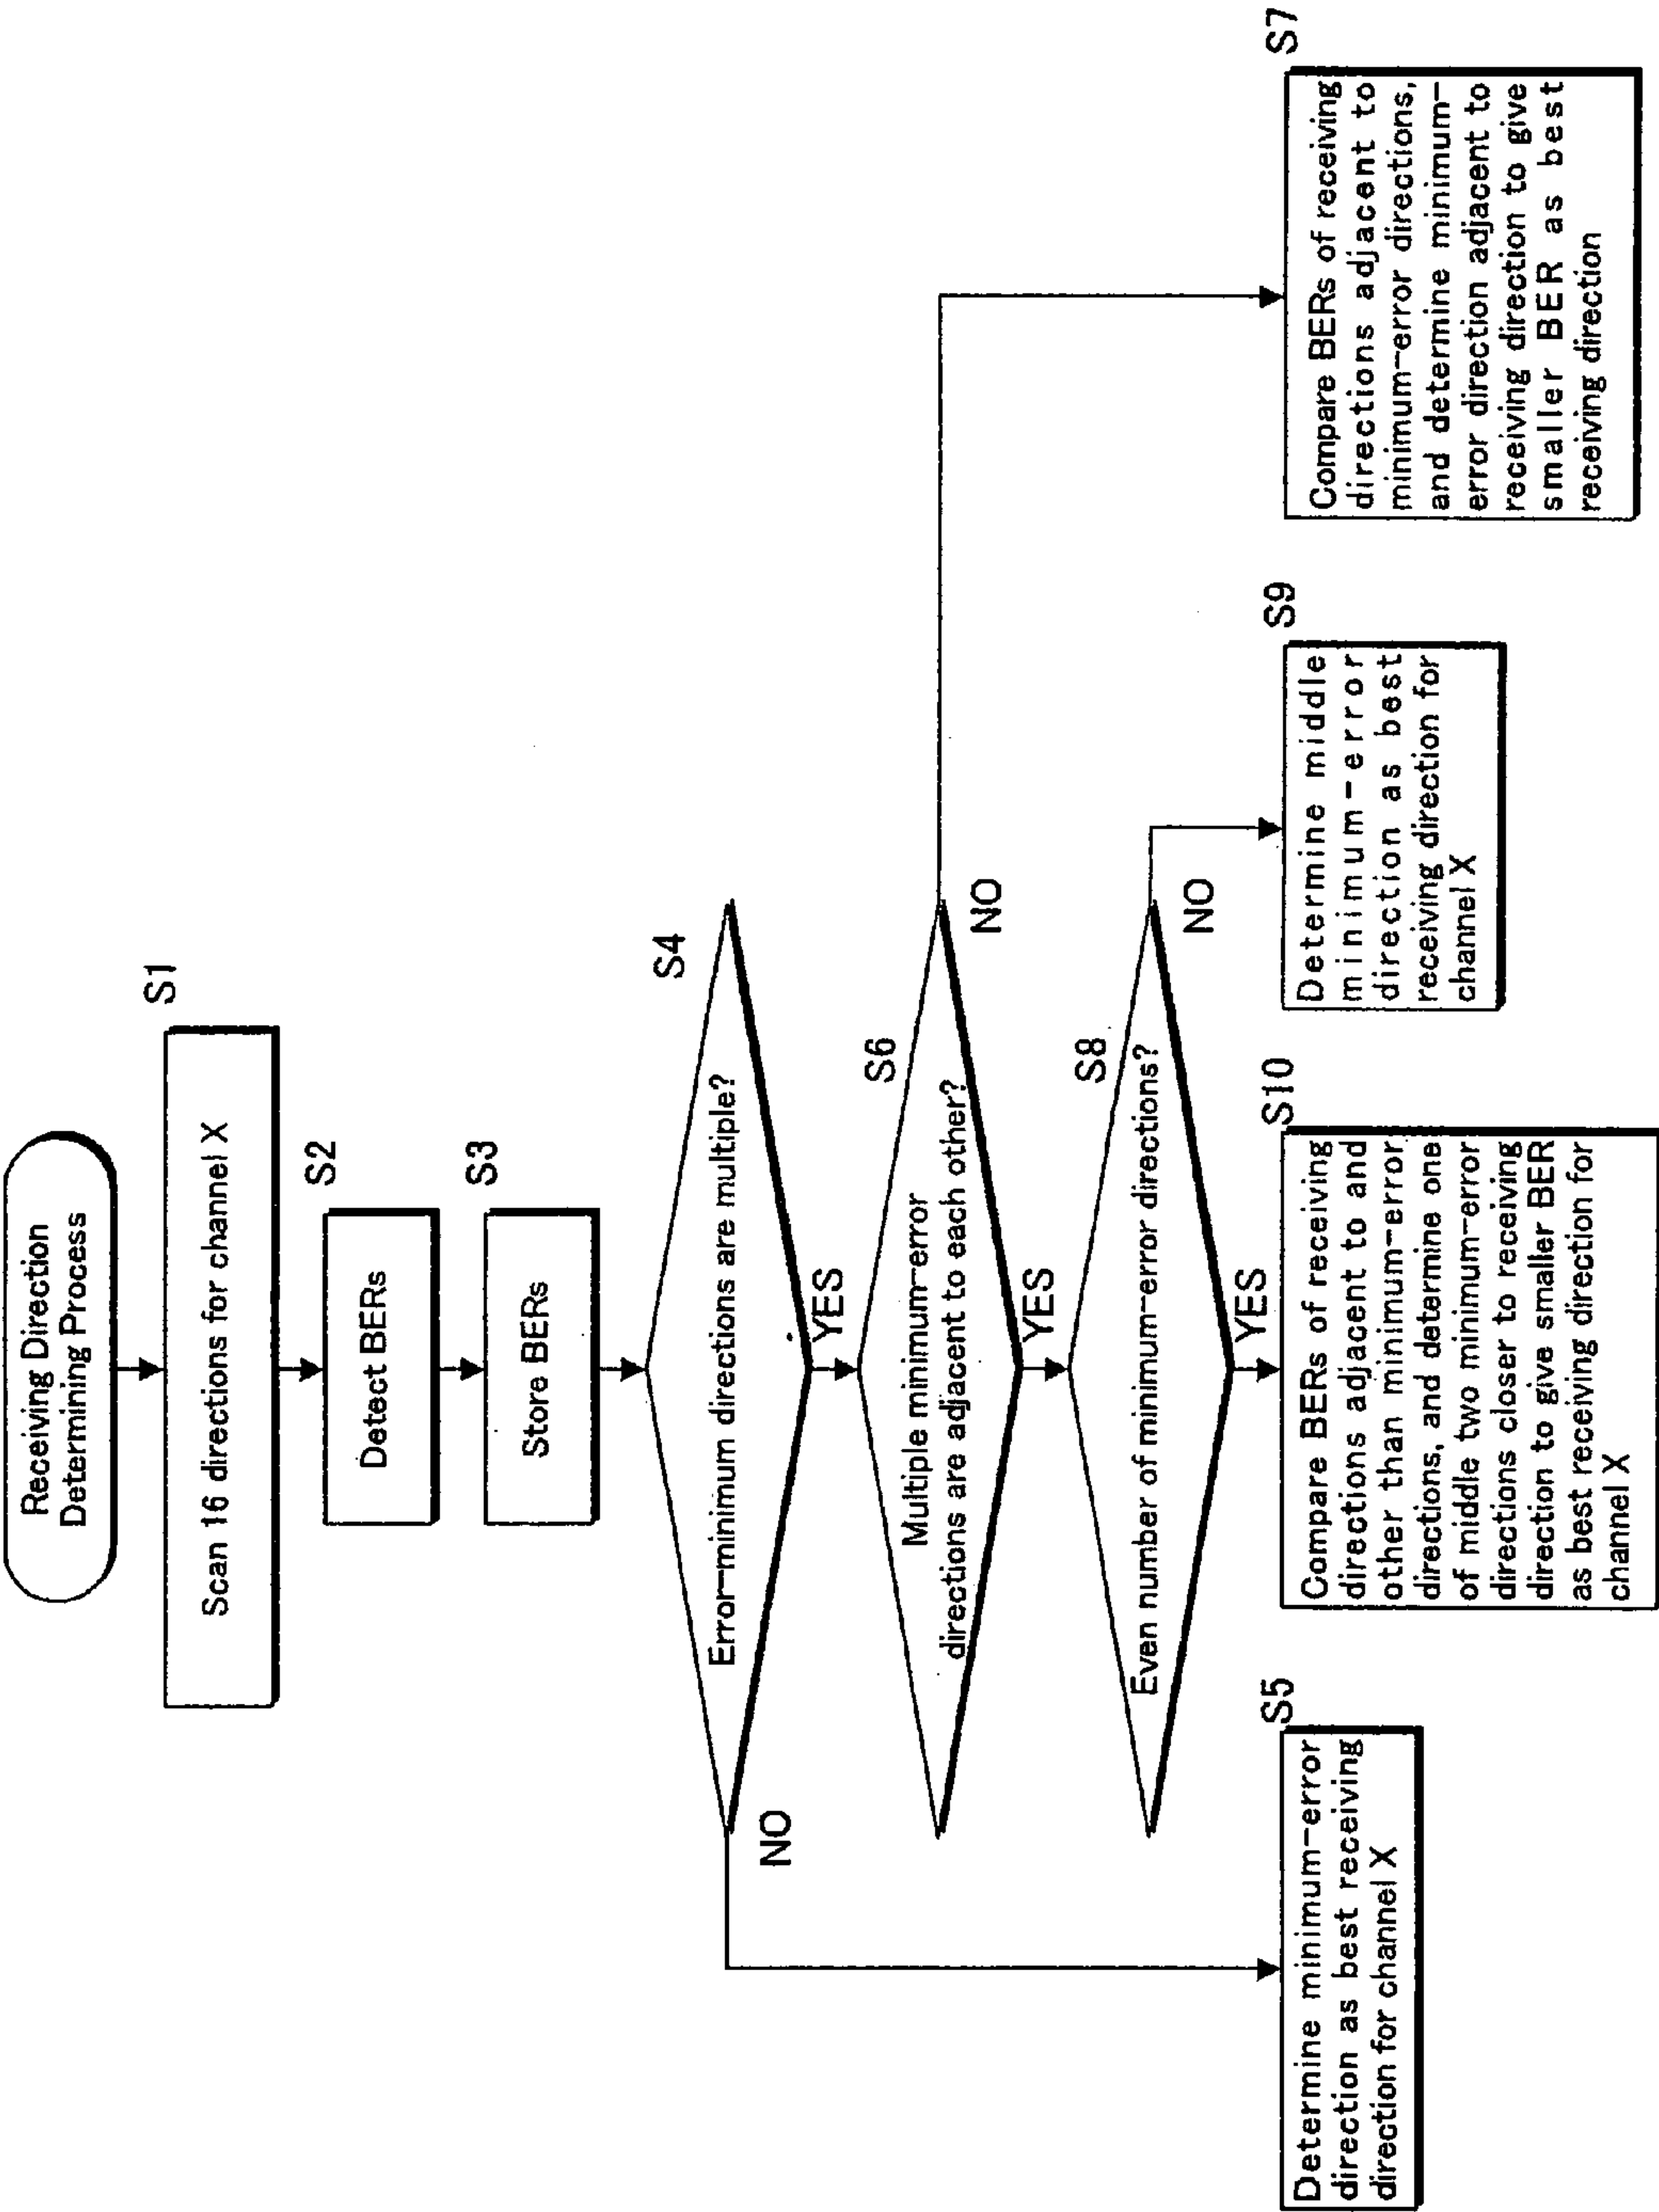 Receiving Direction
Determining Process
S1
Scan 16 directions for channel X
S2
Detect BERs
S3
Store BERs
S4
Error-minimum directions are multiple?
NO
YES
S6
Multiple minimum-error
directions are adjacent to each other?
NO
YES
S8
Even number of minimum-error directions?
NO
YES
S5
Determine minimum-error
direction as best receiving
direction for channel X
S10
Compare BERs of receiving
directions adjacent to and
other than minimum-error
directions, and determine one
of middle two minimum-error
directions closer to receiving
direction to give smaller BER
as best receiving direction for
channel X
S9
Determine middle
minimum-error
direction as best
receiving direction for
channel X
S7
Compare BERs of receiving
directions adjacent to
minimum-error directions,
and determine minimum-
error direction adjacent to
receiving direction to give
smaller BER as best
receiving direction